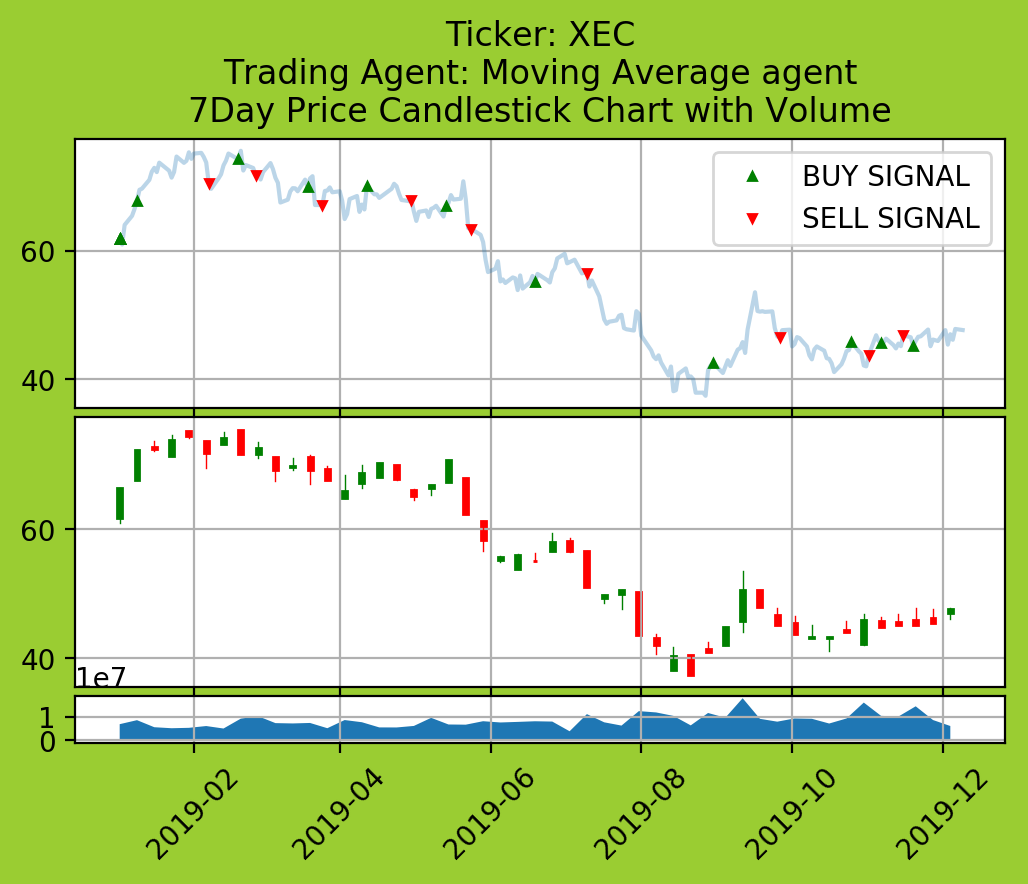 Ticker: XEC
Trading Agent: Moving Average agent
7Day Price Candlestick Chart with Volume
BUY SIGNAL
SELL SIGNAL
60
40
60
40
1e7
1
0
2019-02
2019-04
2019-06
2019-08
2019-10
2019-12